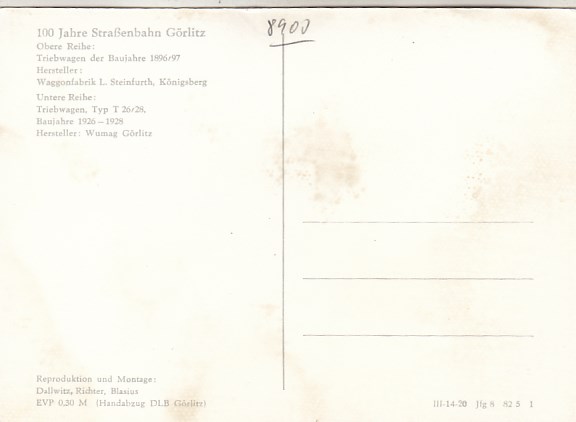 100 Jahre Straßenbahn Görlitz
Obere Reihe:
Triebwagen der Baujahre 1896/97
Hersteller:
Waggonfabrik L. Steinfurth, Königsberg
Untere Reihe:
Triebwagen, Typ T 26/28,
Baujahre 1926 – 1928
Hersteller: Wumag Görlitz
8900
Reproduktion und Montage:
Dallwitz, Richter, Blasius
EVP 0,30 M (Handabzug DLB Görlitz)
III-14-20 Jfg 8 82 5 1